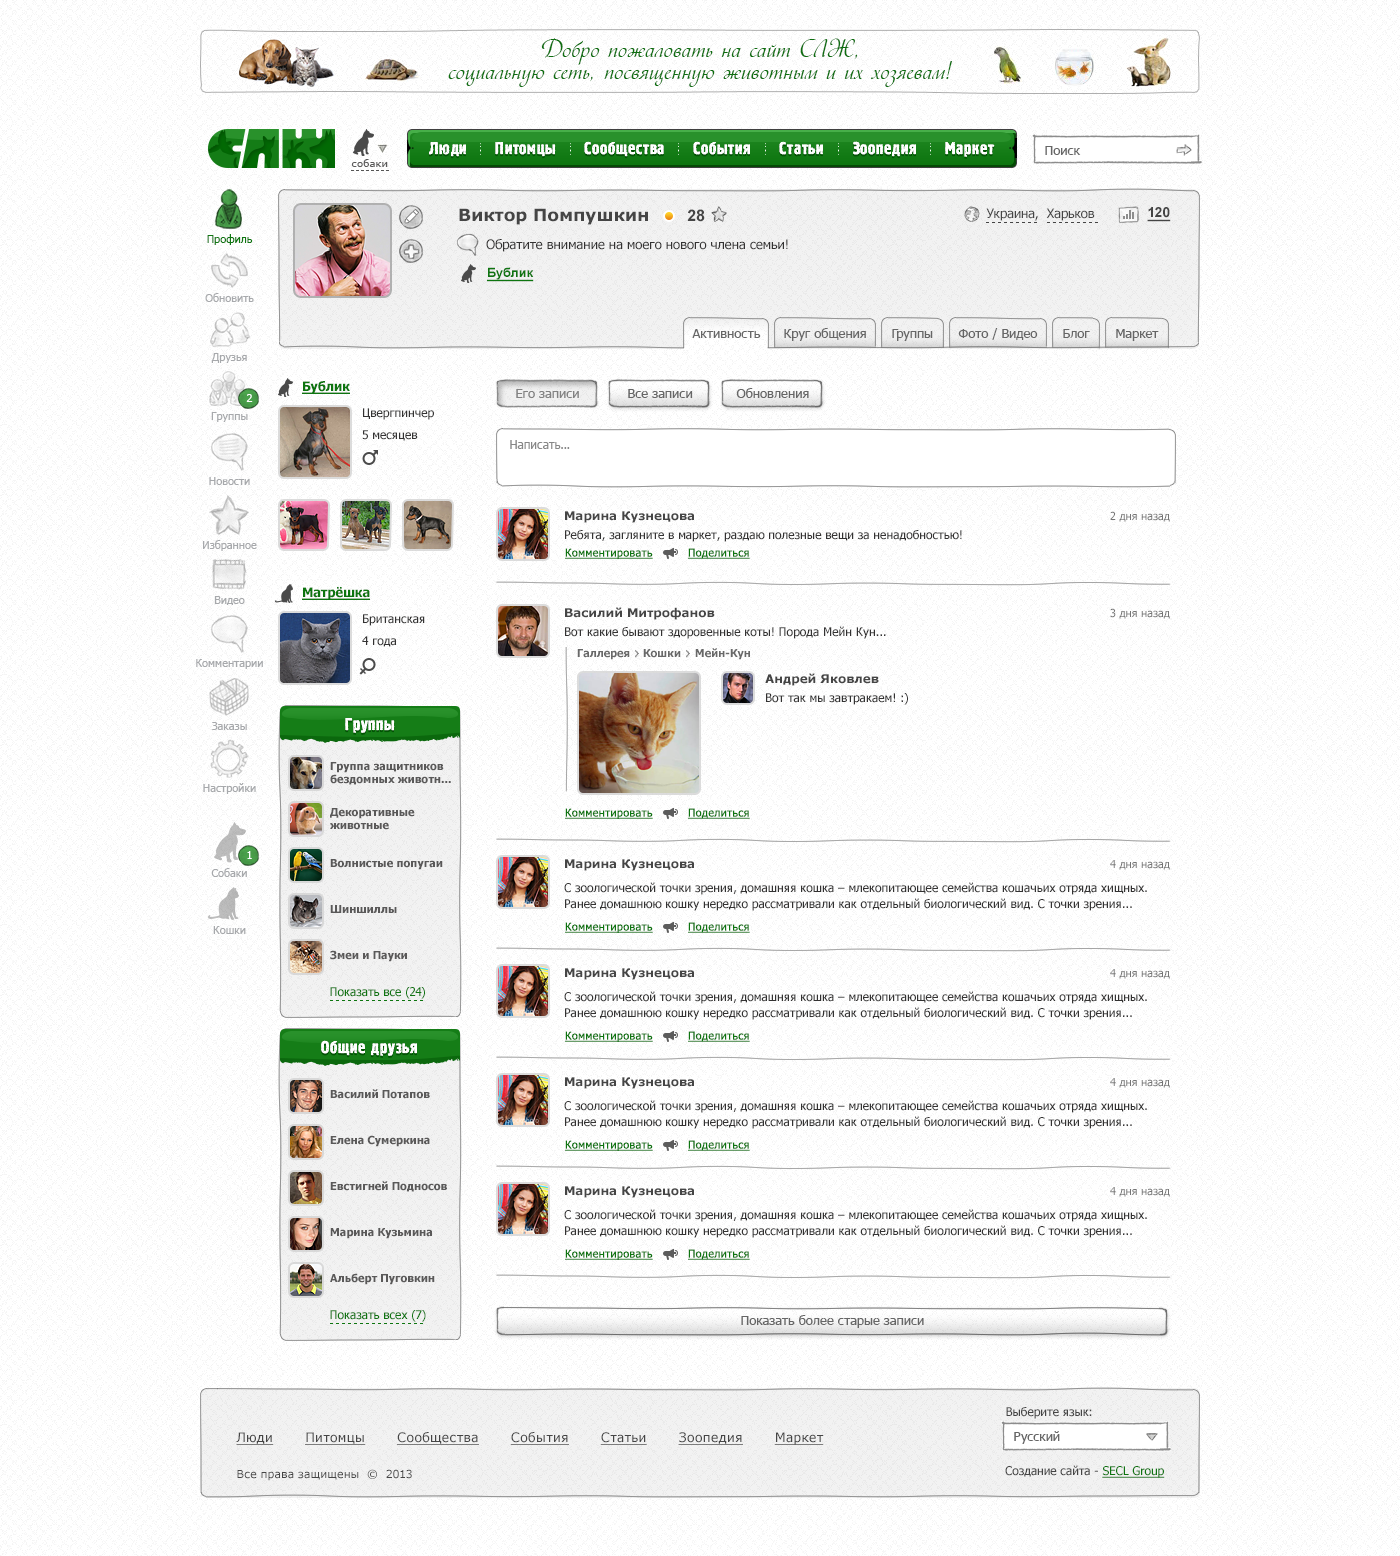 Добро пожаловать на сайт СЛЖ,
социальную сеть, посвященную животным и их хозяевам!
СЛЖ
собаки
Люди
Питомцы
Сообщества
События
Статьи
Зоопедия
Маркет
Поиск
Профиль
Обновить
Друзья
2
Группы
Новости
Избранное
Видео
Комментарии
Заказы
Настройки
1
Собаки
Кошки
Виктор Помпушкин
28
Украина, Харьков
120
Обратите внимание на моего нового члена семьи!
Бублик
Активность
Круг общения
Группы
Фото / Видео
Блог
Маркет
Бублик
Цвергпинчер
5 месяцев
Матрёшка
Британская
4 года
Группы
Группа защитников
бездомных животн...
Декоративные
животные
Волнистые попугаи
Шиншиллы
Змеи и Пауки
Показать все (24)
Общие друзья
Василий Потапов
Елена Сумеркина
Евстигней Подносов
Марина Кузьмина
Альберт Пуговкин
Показать всех (7)
Его записи
Все записи
Обновления
Написать...
Марина Кузнецова
2 дня назад
Ребята, загляните в маркет, раздаю полезные вещи за ненадобностью!
Комментировать Поделиться
Василий Митрофанов
3 дня назад
Вот какие бывают здоровенные коты! Порода Мейн Кун...
Галлерея > Кошки > Мейн-Кун
Андрей Яковлев
Вот так мы завтракаем! :)
Комментировать Поделиться
Марина Кузнецова
4 дня назад
С зоологической точки зрения, домашняя кошка – млекопитающее семейства кошачьих отряда хищных.
Ранее домашнюю кошку нередко рассматривали как отдельный биологический вид. С точки зрения...
Комментировать Поделиться
Марина Кузнецова
4 дня назад
С зоологической точки зрения, домашняя кошка – млекопитающее семейства кошачьих отряда хищных.
Ранее домашнюю кошку нередко рассматривали как отдельный биологический вид. С точки зрения...
Комментировать Поделиться
Марина Кузнецова
4 дня назад
С зоологической точки зрения, домашняя кошка – млекопитающее семейства кошачьих отряда хищных.
Ранее домашнюю кошку нередко рассматривали как отдельный биологический вид. С точки зрения...
Комментировать Поделиться
Марина Кузнецова
4 дня назад
С зоологической точки зрения, домашняя кошка – млекопитающее семейства кошачьих отряда хищных.
Ранее домашнюю кошку нередко рассматривали как отдельный биологический вид. С точки зрения...
Комментировать Поделиться
Показать более старые записи
Люди
Питомцы
Сообщества
События
Статьи
Зоопедия
Маркет
Все права защищены © 2013
Выберите язык:
Русский
Создание сайта - SECL Group